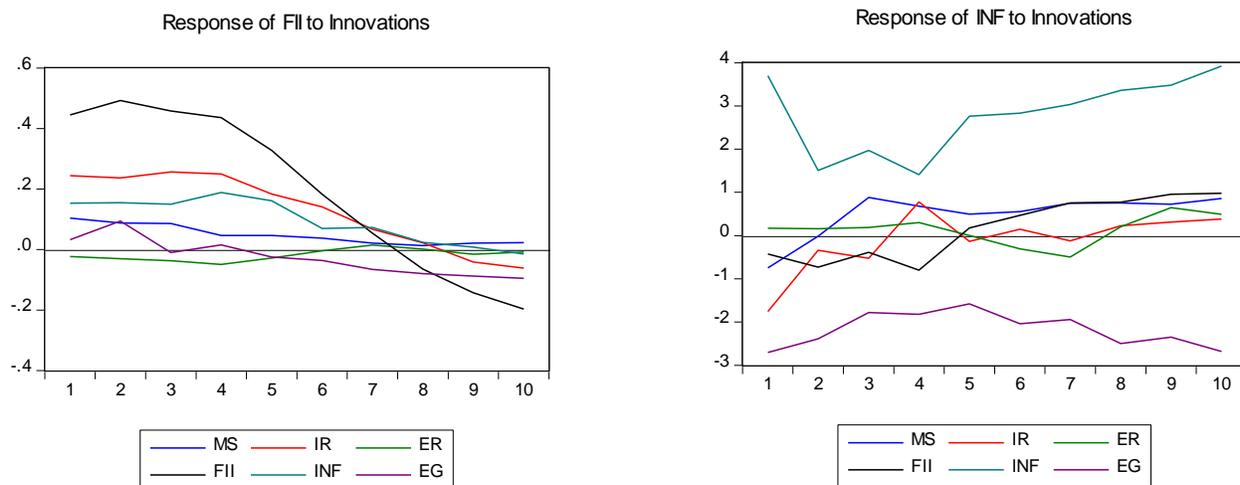 Response of FII to Innovations
.6
.4
.2
.0
-.2
-.4
1 2 3 4 5 6 7 8 9 10
MS IR ER
FII INF EG
Response of INF to Innovations
4
3
2
1
0
-1
-2
-3
1 2 3 4 5 6 7 8 9 10
MS IR ER
FII INF EG